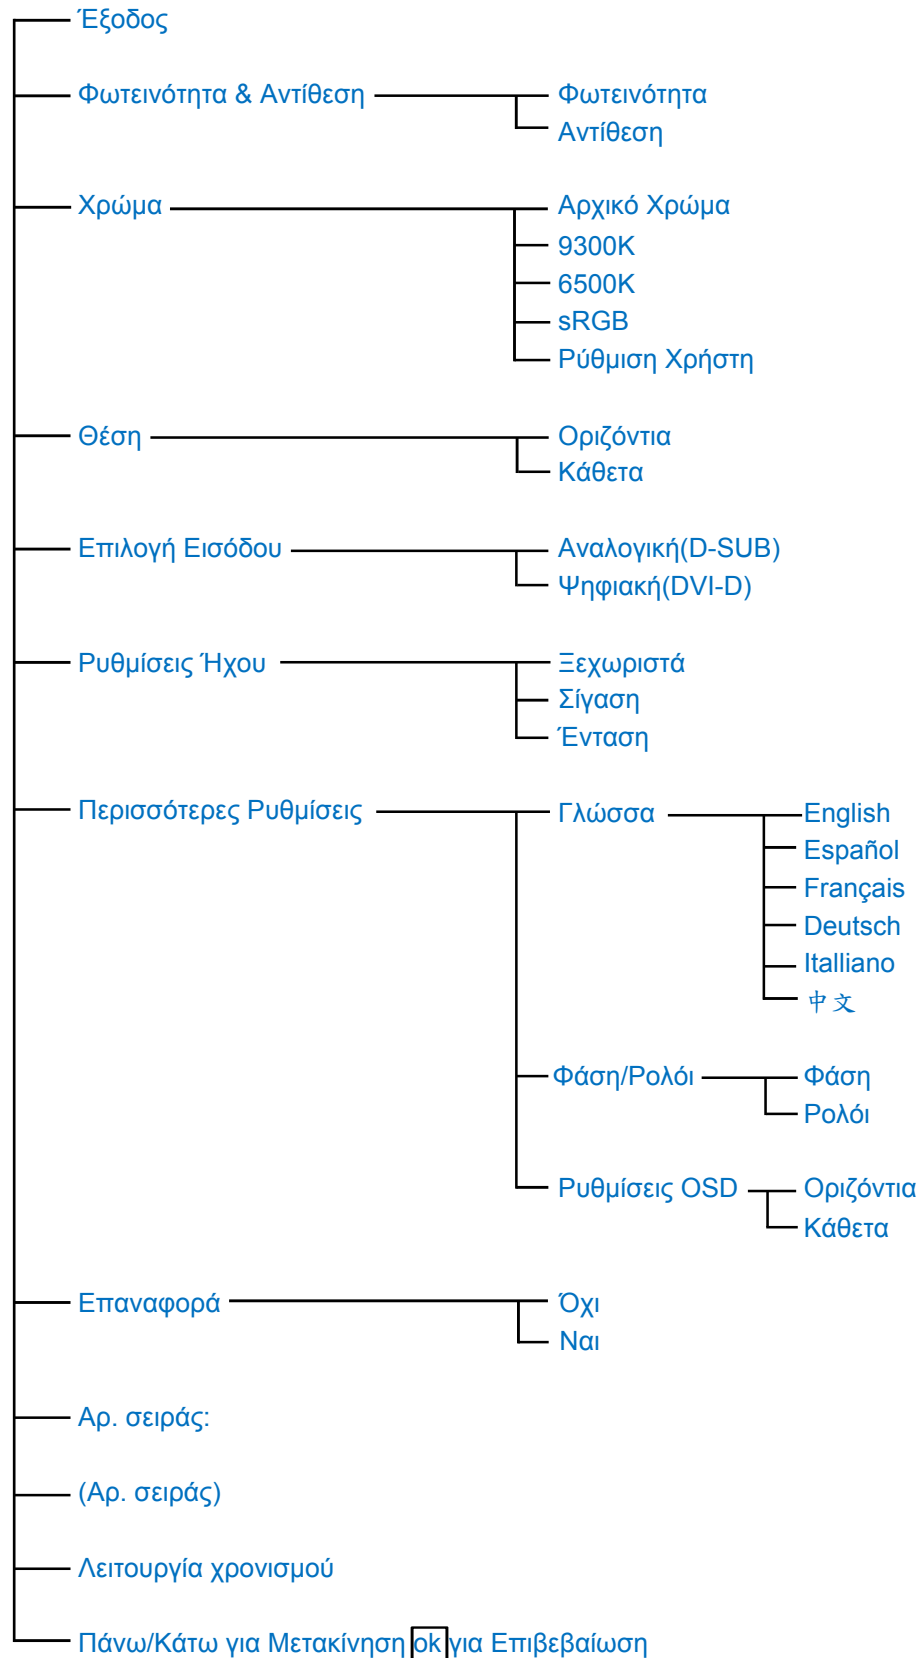 Έξοδος
Φωτεινότητα & Αντίθεση
Φωτεινότητα
Αντίθεση
Χρώμα
Αρχικό Χρώμα
9300K
6500K
sRGB
Ρύθμιση Χρήστη
Θέση
Οριζόντια
Κάθετα
Επιλογή Εισόδου
Αναλογική(D-SUB)
Ψηφιακή(DVI-D)
Ρυθμίσεις Ήχου
Ξεχωριστά
Σίγαση
Ένταση
Περισσότερες Ρυθμίσεις
Γλώσσα
English
Español
Français
Deutsch
Italliano
中文
Φάση/Ρολόι
Φάση
Ρολόι
Ρυθμίσεις OSD
Οριζόντια
Κάθετα
Επαναφορά
Όχι
Ναι
Αρ. σειράς:
(Αρ. σειράς)
Λειτουργία χρονισμού
Πάνω/Κάτω για Μετακίνηση ok για Επιβεβαίωση